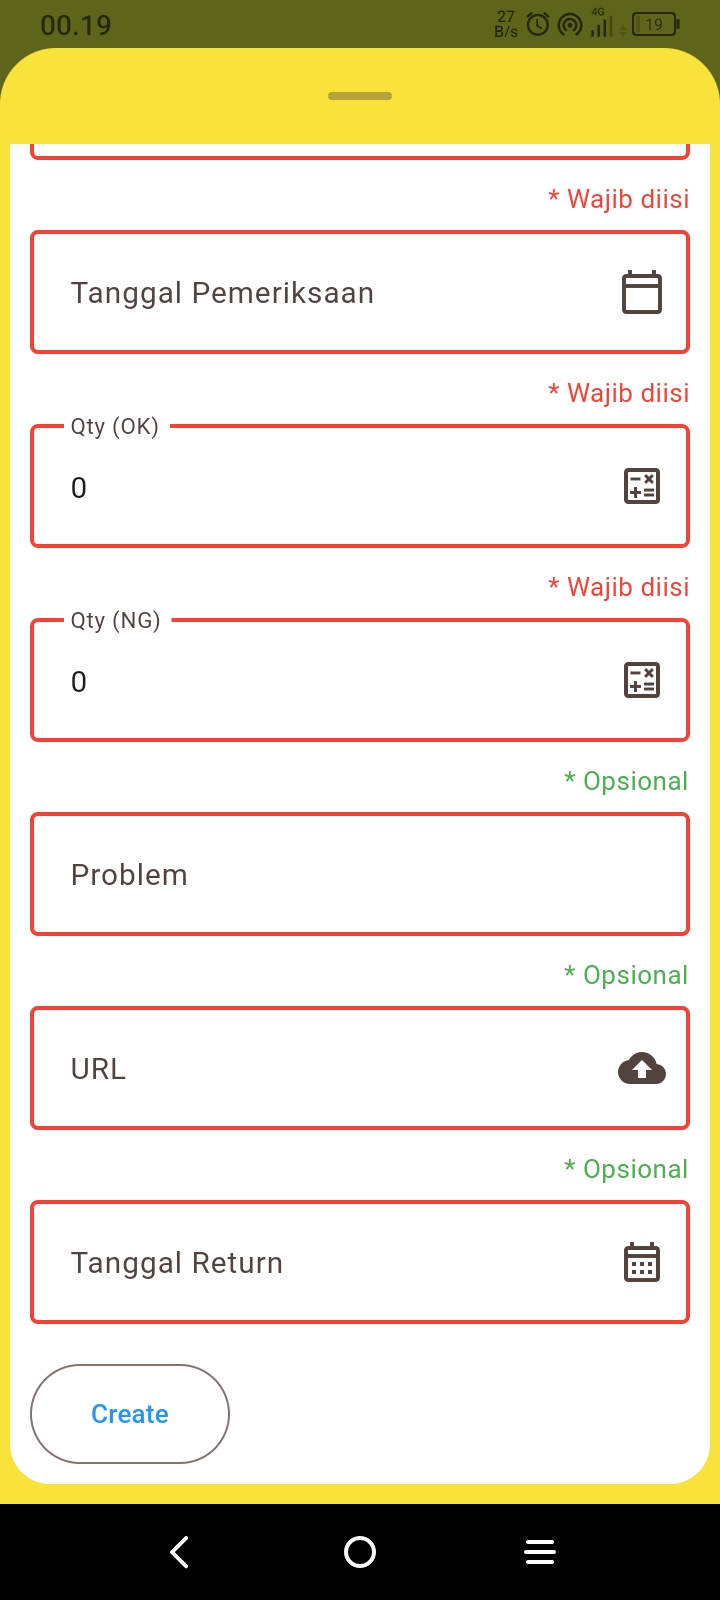 00.19
27
B/s
4G
19
* Wajib diisi
Tanggal Pemeriksaan
* Wajib diisi
Qty (OK)
0
* Wajib diisi
Qty (NG)
0
* Opsional
Problem
* Opsional
URL
* Opsional
Tanggal Return
Create